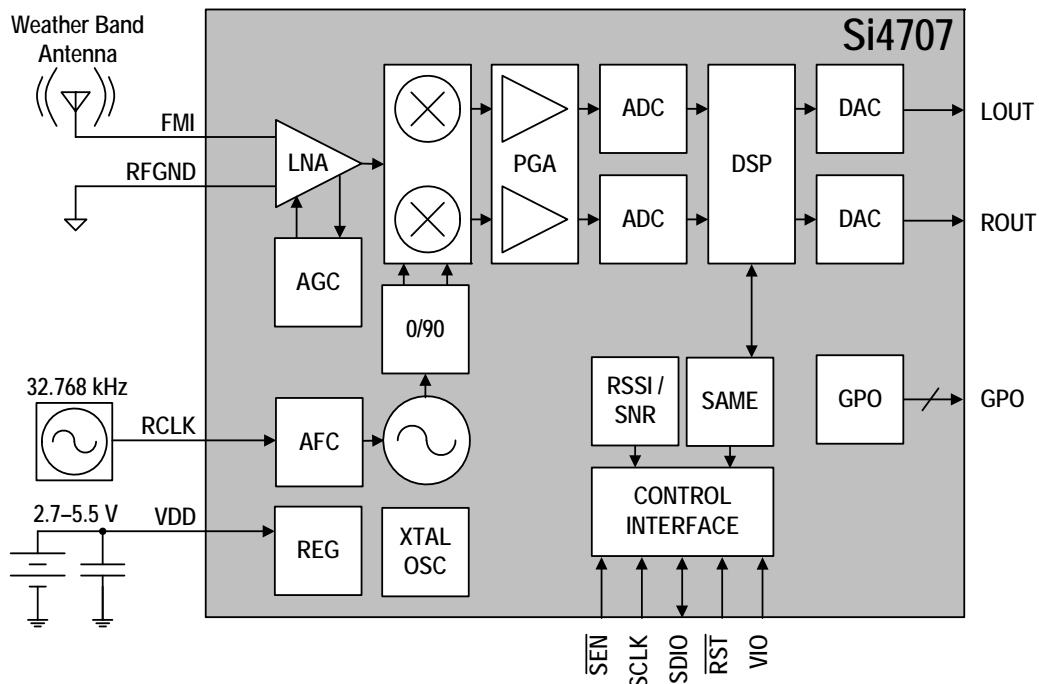 Si4707
Weather Band
Antenna
FMI
RFGND
LNA
AGC
0/90
PGA
ADC
ADC
DSP
DAC
DAC
LOUT
ROUT
32.768 kHz
RCLK
AFC
RSSI /
SNR
SAME
GPO
GPO
2.7–5.5 V
VDD
REG
XTAL
OSC
CONTROL
INTERFACE
SEN
SCLK
SDIO
RST
VIO